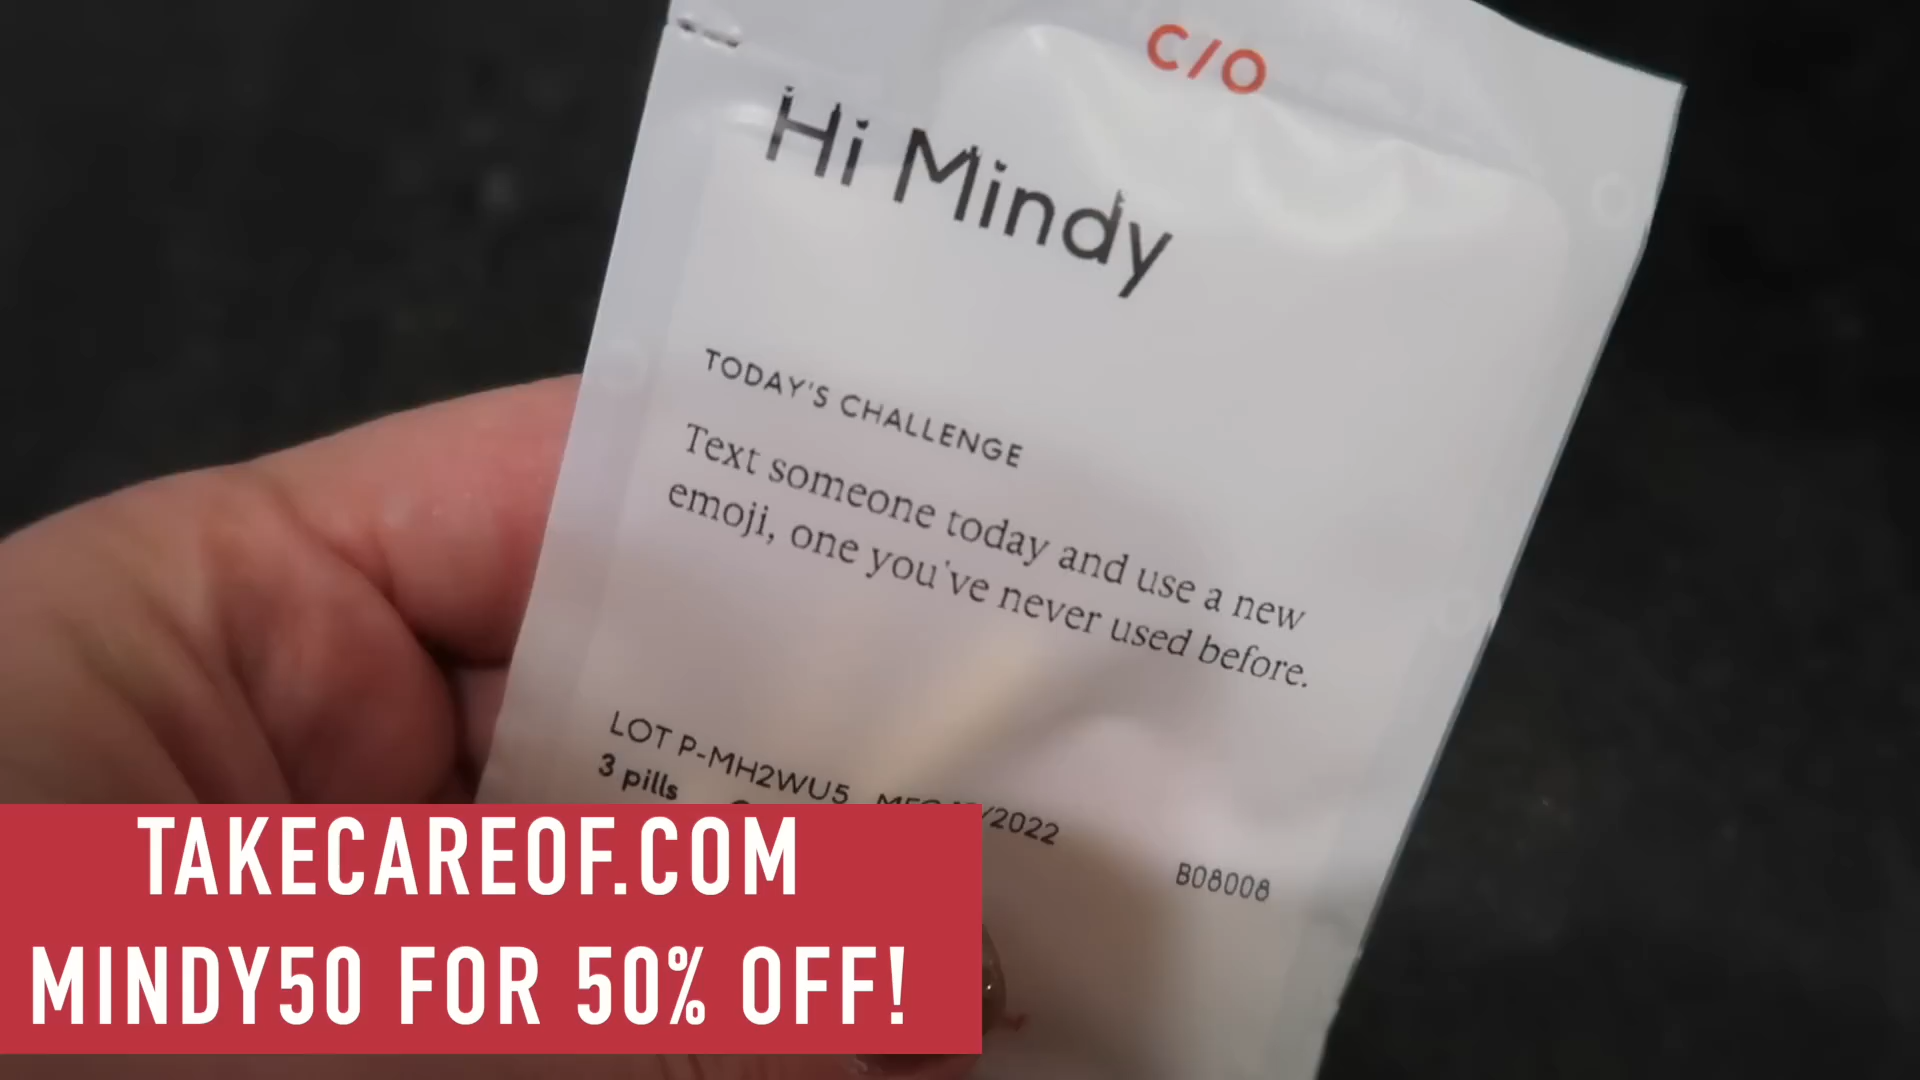 C/O
Hi Mindy
TODAY'S CHALLENGE
Text someone today and use a new
emoji, one you've never used before.
LOT P-MH2WU5 /2022
3 pills
B08008
TAKECAREOF.COM
MINDY50 FOR 50% OFF!